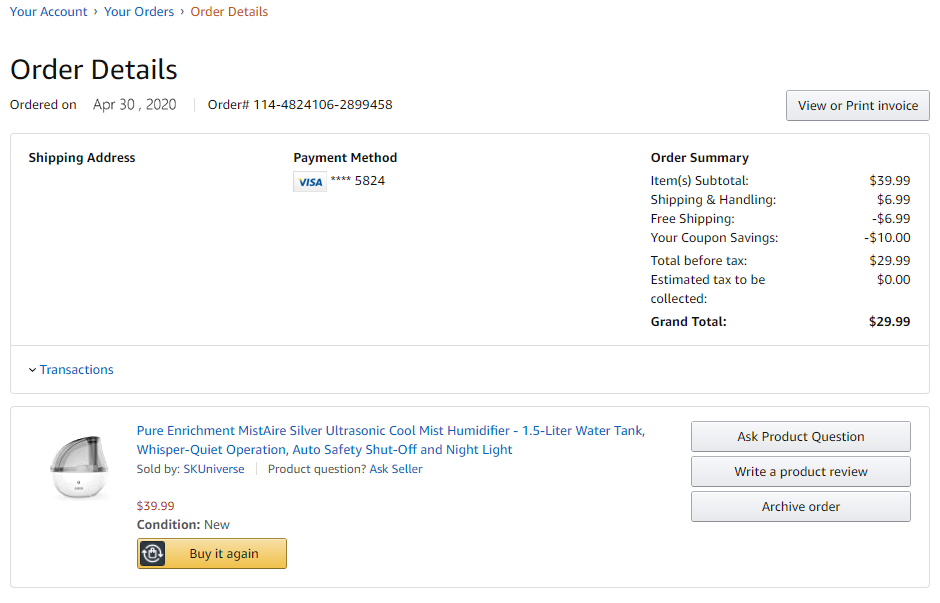 Your Account › Your Orders › Order Details
Order Details
Ordered on Apr 30 , 2020 Order# 114-4824106-2899458
View or Print invoice
Shipping Address
Payment Method
VISA **** 5824
Order Summary
Item(s) Subtotal: $39.99
Shipping & Handling: $6.99
Free Shipping: -$6.99
Your Coupon Savings: -$10.00
Total before tax: $29.99
Estimated tax to be $0.00
collected:
Grand Total: $29.99
Transactions
Pure Enrichment MistAire Silver Ultrasonic Cool Mist Humidifier - 1.5-Liter Water Tank,
Whisper-Quiet Operation, Auto Safety Shut-Off and Night Light
Sold by: SKUniverse Product question? Ask Seller
$39.99
Condition: New
Buy it again
Ask Product Question
Write a product review
Archive order